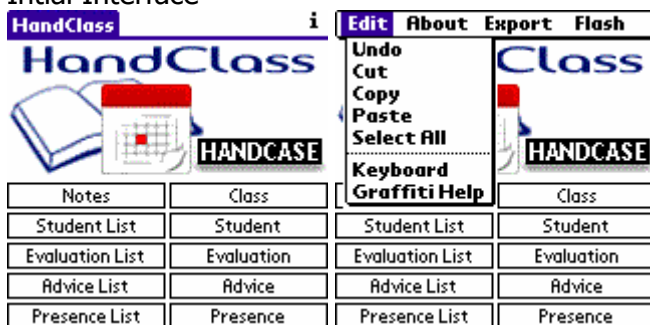 Intial Interface
HandClass i
HandClass
HANDCASE
Notes Class
Student List Student
Evaluation List Evaluation
Advice List Advice
Presence List Presence
Edit About Export Flash
Undo
Cut
Copy
Paste
Select All
Keyboard
Graffiti Help
Class
HANDCASE
Class
Student List Student
Evaluation List Evaluation
Advice List Advice
Presence List Presence